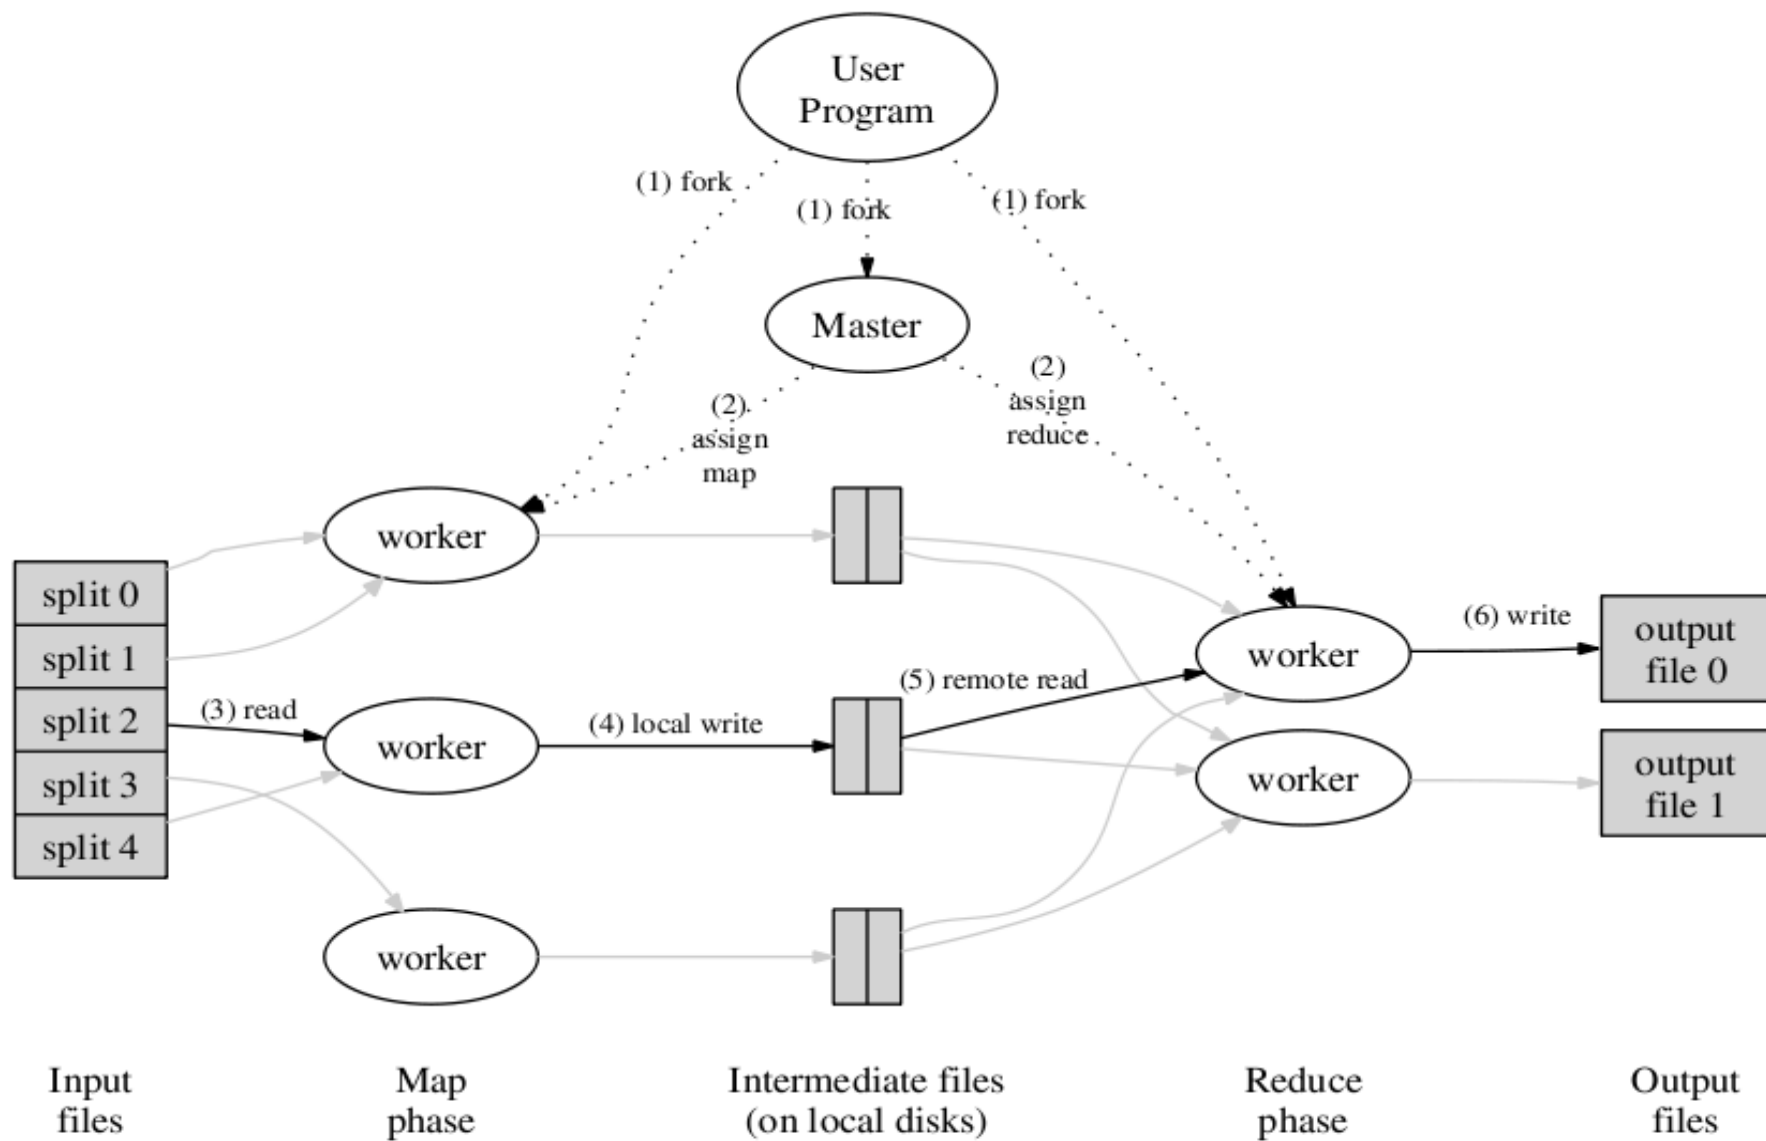 User
Program
(1) fork
(1) fork
(1) fork
Master
(2)
assign
map
(2)
assign
reduce
split 0
split 1
split 2
split 3
split 4
(3) read
worker
worker
worker
(4) local write
(5) remote read
worker
worker
(6) write
output
file 0
output
file 1
Input
files
Map
phase
Intermediate files
(on local disks)
Reduce
phase
Output
files